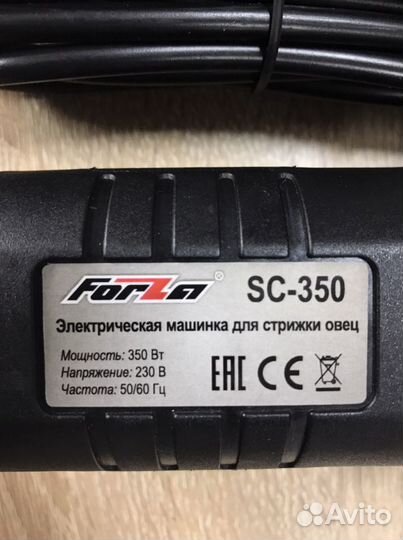 ForZa® SC-350
Электрическая машинка для стрижки овец
Мощность: 350 Вт
Напряжение: 230 В
Частота: 50/60 Гц
EAC CE
Avito